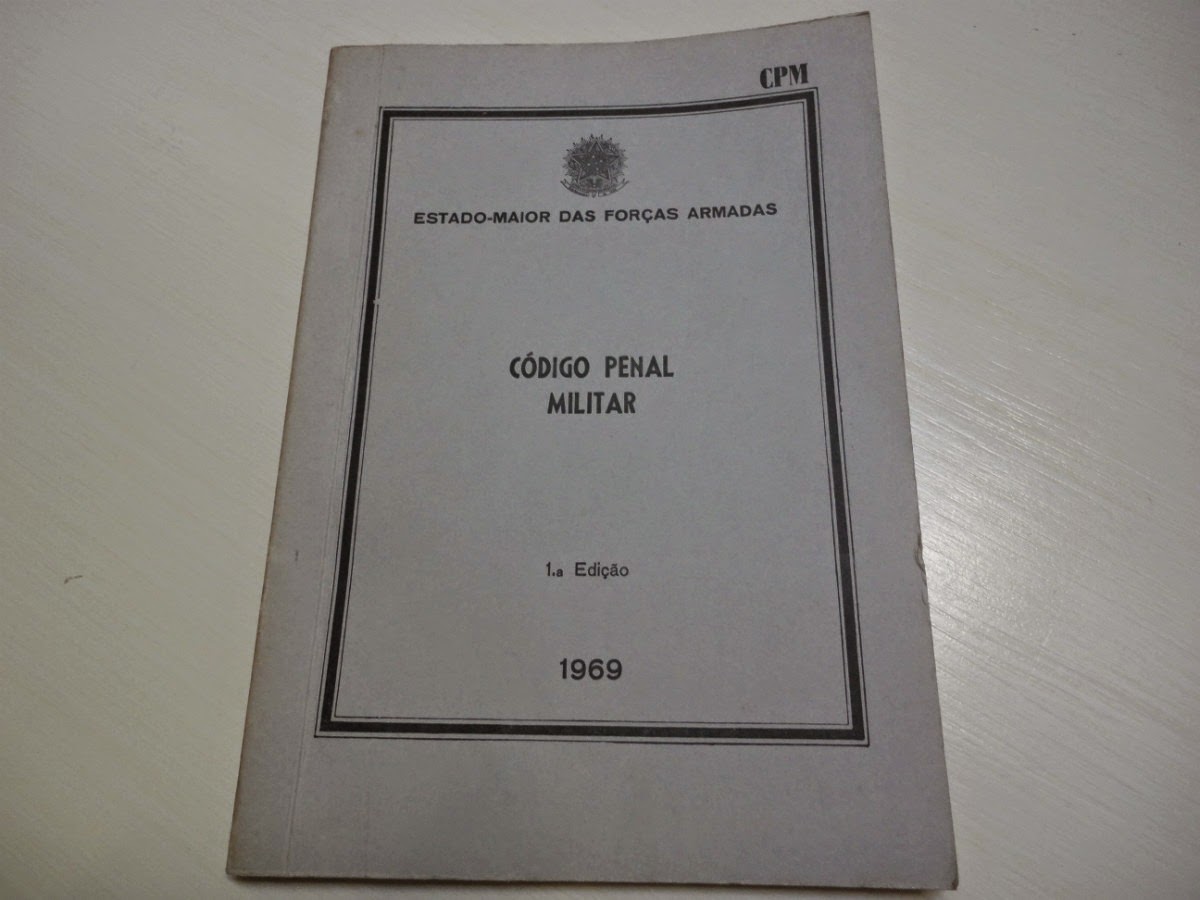 CPM
ESTADO-MAIOR DAS FORÇAS ARMADAS
CÓDIGO PENAL
MILITAR
1.a Edição
1969